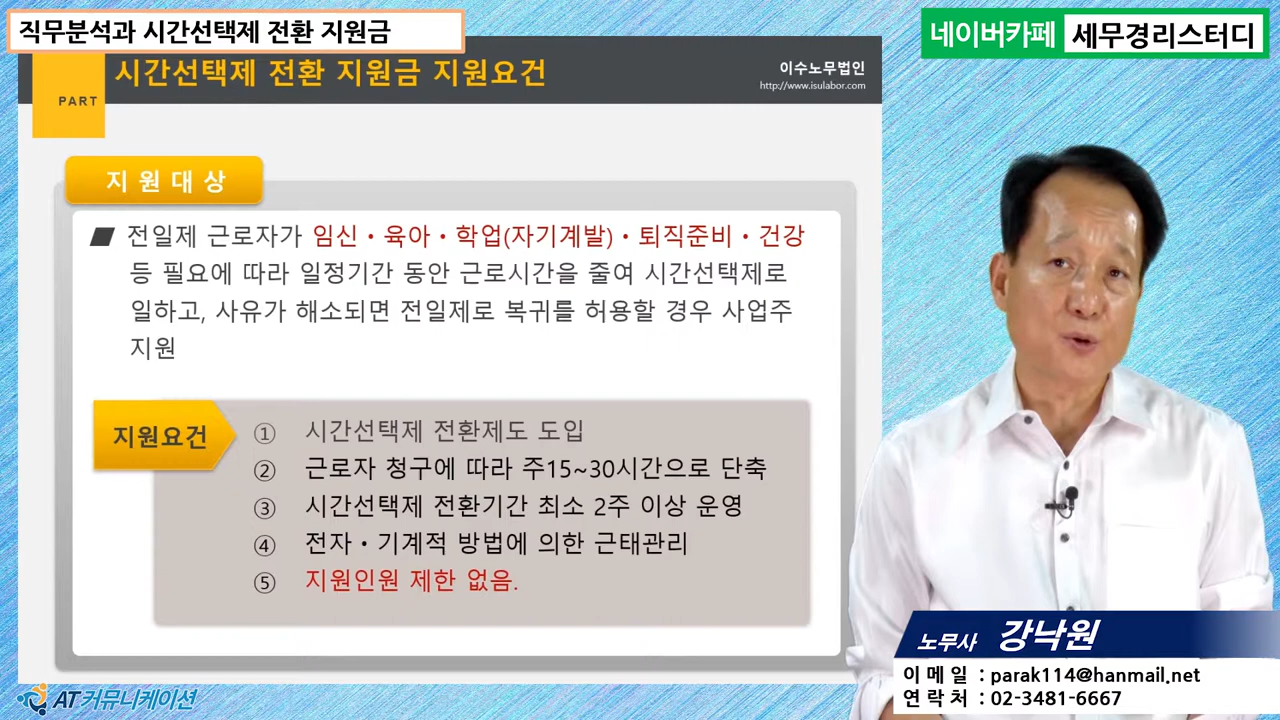 직무분석과 시간선택제 전환 지원금
네이버카페 세무경리스터디
PART
시간선택제 전환 지원금 지원요건
이수노무법인
http://www.isulabor.com
지 원 대 상
전일제 근로자가 임신・육아・학업(자기계발)・퇴직준비・건강
등 필요에 따라 일정기간 동안 근로시간을 줄여 시간선택제로
일하고, 사유가 해소되면 전일제로 복귀를 허용할 경우 사업주
지원
지원요건
① 시간선택제 전환제도 도입
② 근로자 청구에 따라 주15~30시간으로 단축
③ 시간선택제 전환기간 최소 2주 이상 운영
④ 전자・기계적 방법에 의한 근태관리
⑤ 지원인원 제한 없음.
노무사 강낙원
이 메 일 : parak114@hanmail.net
연 락 처 : 02-3481-6667
AT커뮤니케이션